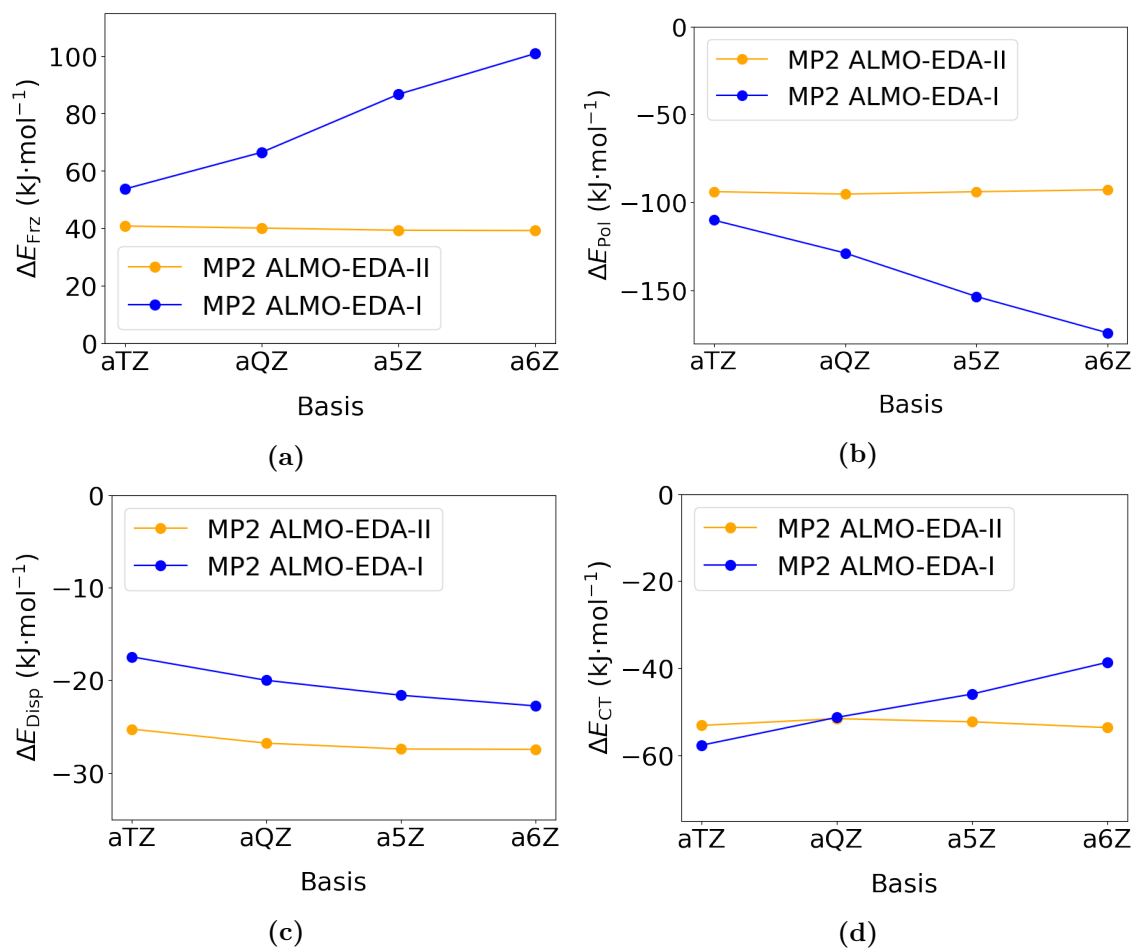 ΔE_Frz (kJ·mol⁻¹)
100
80
60
40
20
0
MP2 ALMO-EDA-II
MP2 ALMO-EDA-I
aTZ aQZ a5Z a6Z
Basis
(a)
ΔE_Pol (kJ·mol⁻¹)
0
−50
−100
−150
MP2 ALMO-EDA-II
MP2 ALMO-EDA-I
aTZ aQZ a5Z a6Z
Basis
(b)
ΔE_Disp (kJ·mol⁻¹)
0
−10
−20
−30
MP2 ALMO-EDA-II
MP2 ALMO-EDA-I
aTZ aQZ a5Z a6Z
Basis
(c)
ΔE_CT (kJ·mol⁻¹)
0
−20
−40
−60
MP2 ALMO-EDA-II
MP2 ALMO-EDA-I
aTZ aQZ a5Z a6Z
Basis
(d)